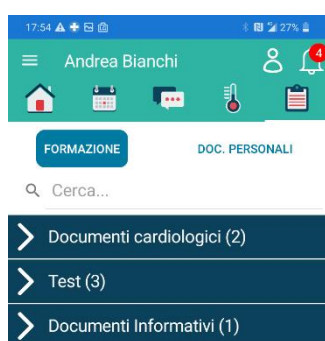 17:54 27%
Andrea Bianchi
4
FORMAZIONE DOC. PERSONALI
Cerca...
Documenti cardiologici (2)
Test (3)
Documenti Informativi (1)